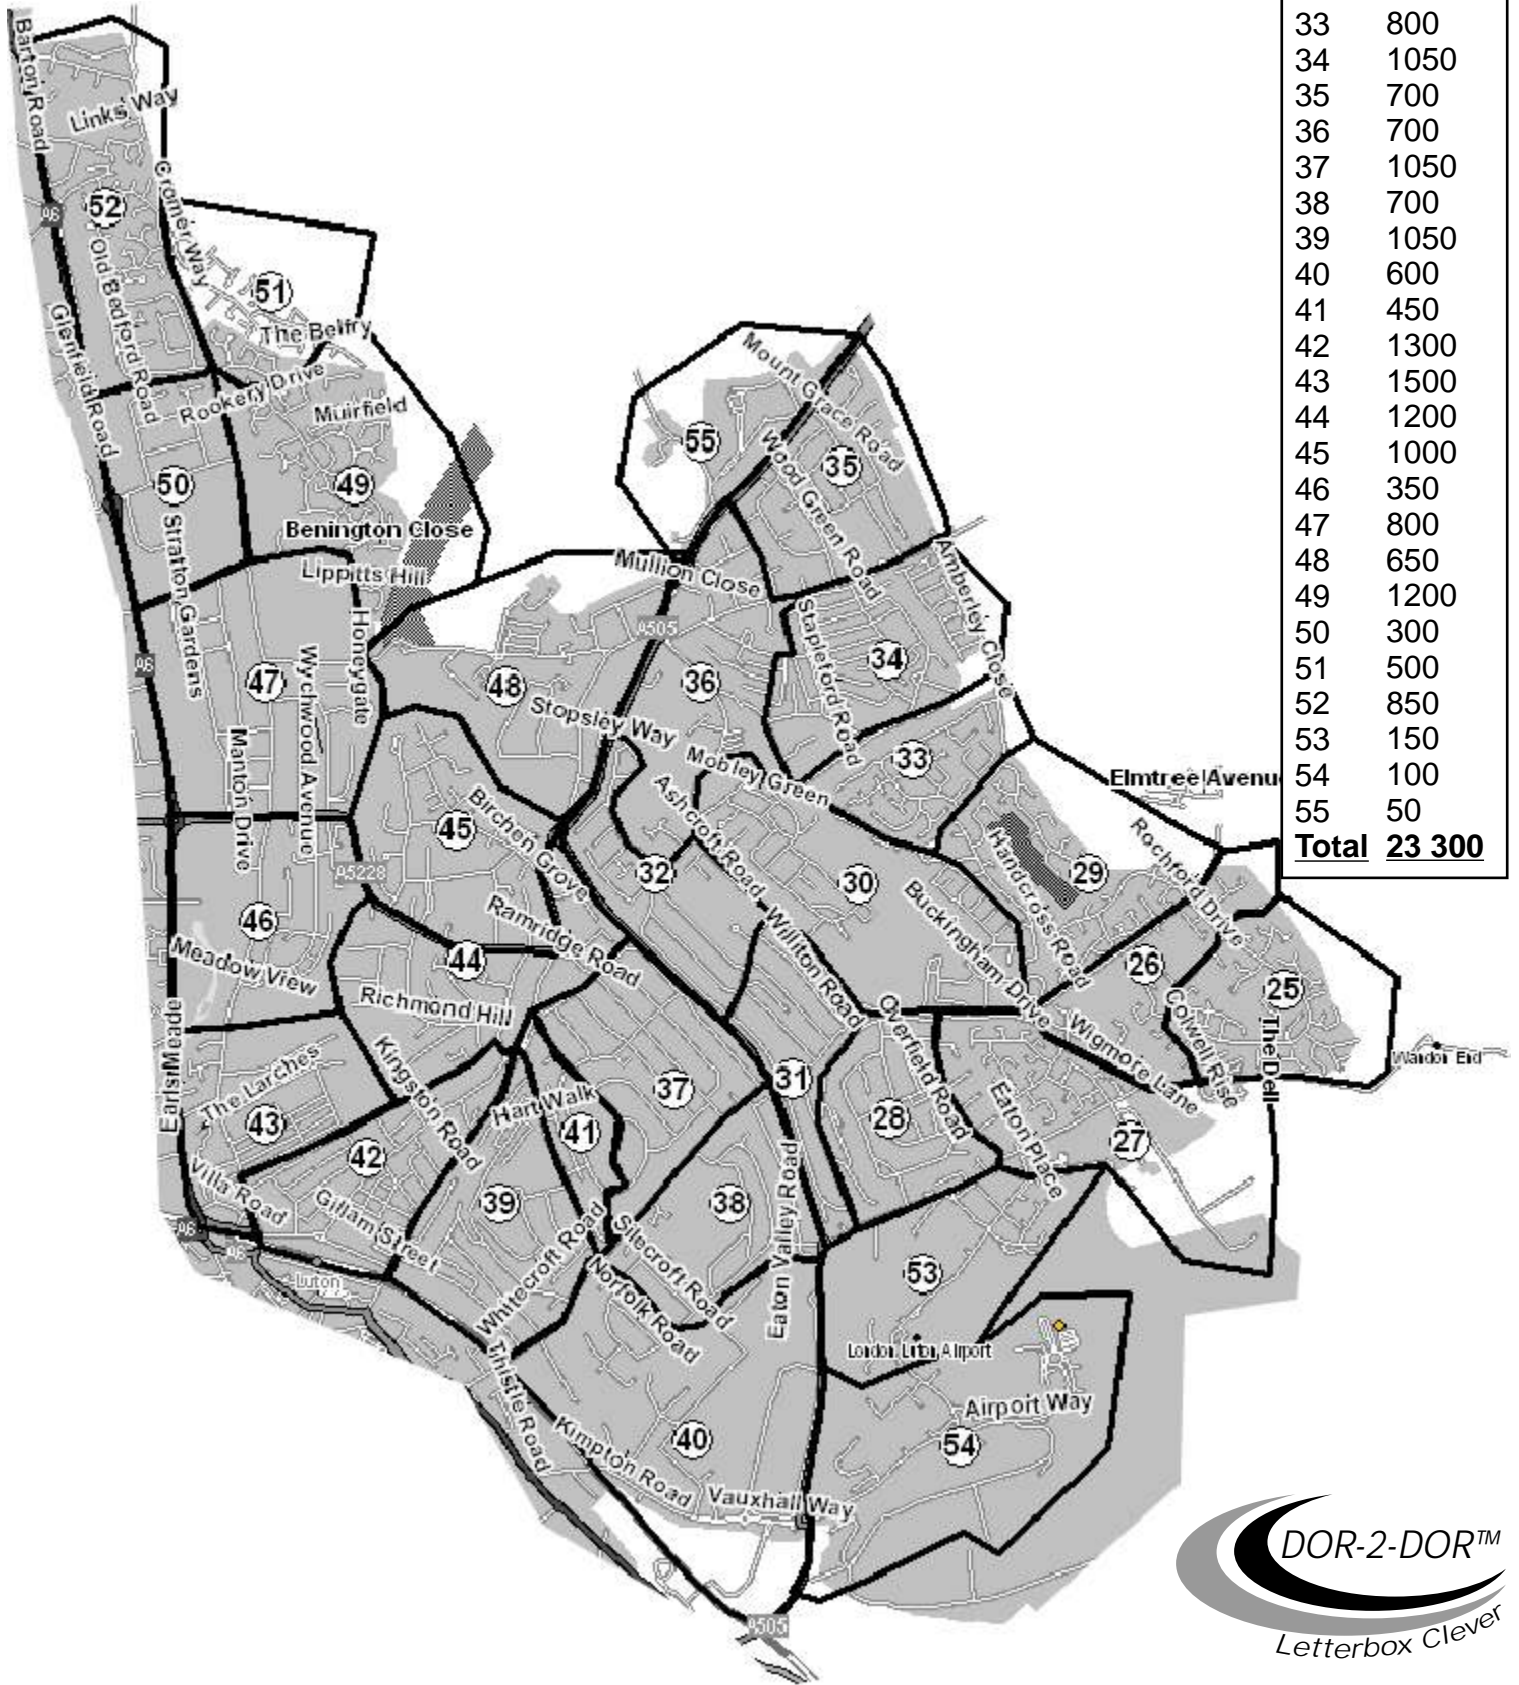 33 800
34 1050
35 700
36 700
37 1050
38 700
39 1050
40 600
41 450
42 1300
43 1500
44 1200
45 1000
46 350
47 800
48 650
49 1200
50 300
51 500
52 850
53 150
54 100
55 50
Total 23 300
Barton Road
Links Way
Cromer Way
A6
52
Old Bedford Road
51
The Belfry
Glenfield Road
Rookery Drive
Muirfield
Mount Grace Road
55
Wood Green Road
35
50
49
Stratton Gardens
Benington Close
Lippitts Hill
Mullion Close
Amberley Close
Honeygate
A505
Stapleford Road
34
A6
47
Wychwood Avenue
48
36
Stopsley Way
Manton Drive
Mobley Green
33
Elmtree Avenu
45
Birchen Grove
Ashcroft Road
Handcross Road
Rochford Drive
A5228
32
30
29
46
Ramridge Road
Williton Road
Buckingham Drive
Meadow View
44
26
25
Richmond Hill
Overfield Road
Colwell Rise
The Dell
Earls Meade
Kingston Road
Wigmore Lane
Wandon End
The Larches
Hart Walk
37
31
43
41
28
Eaton Place
27
42
Villa Road
Gillam Street
39
Whitecroft Road
Silecroft Road
38
Eaton Valley Road
A6
A6
Luton
Norfolk Road
53
London Luton Airport
Thistle Road
Airport Way
Kimpton Road
40
54
Vauxhall Way
A505
DOR-2-DOR™
Letterbox Clever